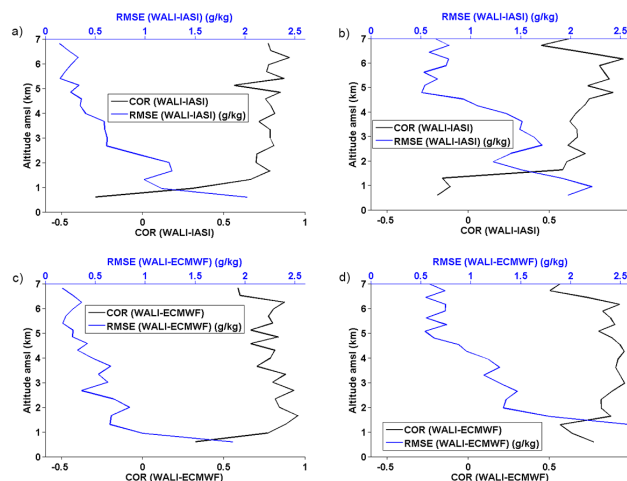 RMSE (WALI-IASI) (g/kg)
0 0.5 1 1.5 2 2.5
a)
7
6
5
4
3
2
1
0
Altitude amsl (km)
COR (WALI-IASI)
RMSE (WALI-IASI) (g/kg)
-0.5 0 0.5 1
COR (WALI-IASI)
RMSE (WALI-IASI) (g/kg)
0 0.5 1 1.5 2 2.5
b)
7
6
5
4
3
2
1
0
Altitude amsl (km)
COR (WALI-IASI)
RMSE (WALI-IASI) (g/kg)
-0.5 0 0.5 1
COR (WALI-IASI)
RMSE (WALI-ECMWF) (g/kg)
0 0.5 1 1.5 2 2.5
c)
7
6
5
4
3
2
1
0
Altitude amsl (km)
COR (WALI-ECMWF)
RMSE (WALI-ECMWF) (g/kg)
-0.5 0 0.5 1
COR (WALI-ECMWF)
RMSE (WALI-ECMWF) (g/kg)
0 0.5 1 1.5 2 2.5
d)
7
6
5
4
3
2
1
0
Altitude amsl (km)
COR (WALI-ECMWF)
RMSE (WALI-ECMWF) (g/kg)
-0.5 0 0.5
COR (WALI-ECMWF)